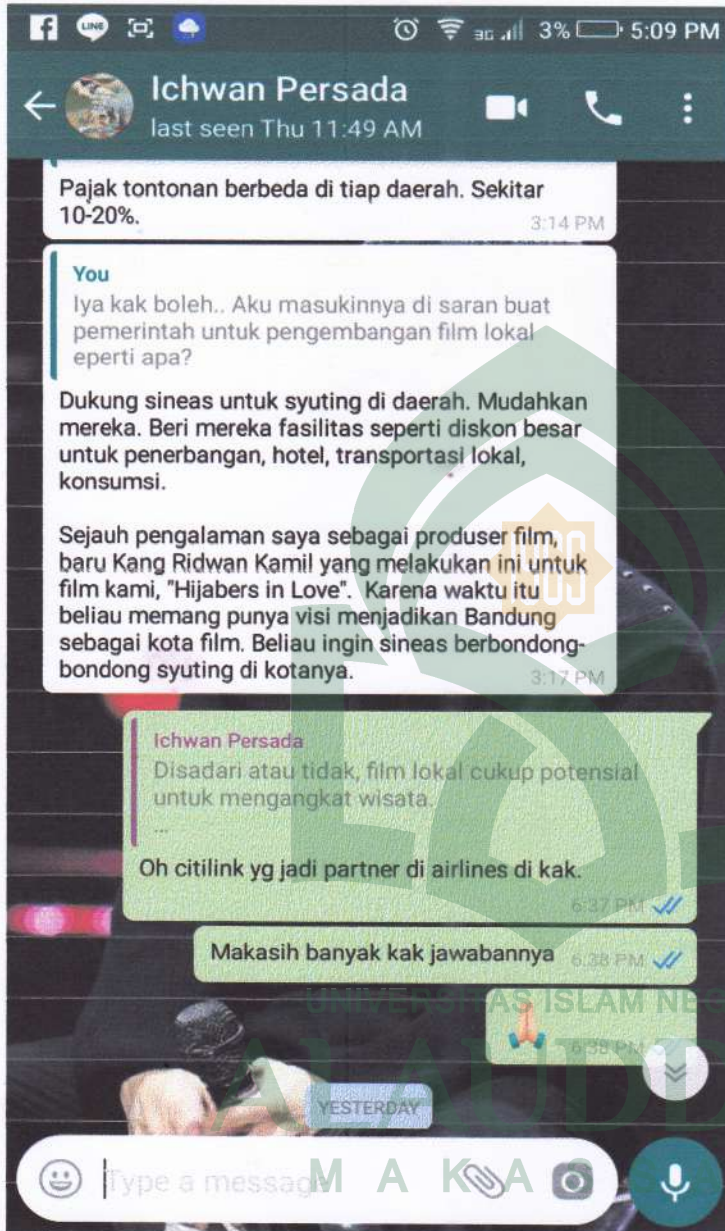 f LINE 3G 3% 5:09 PM
Ichwan Persada
last seen Thu 11:49 AM
Pajak tontonan berbeda di tiap daerah. Sekitar
10-20%.
3:14 PM
You
Iya kak boleh.. Aku masukinnya di saran buat
pemerintah untuk pengembangan film lokal
eperti apa?
Dukung sineas untuk syuting di daerah. Mudahkan
mereka. Beri mereka fasilitas seperti diskon besar
untuk penerbangan, hotel, transportasi lokal,
konsumsi.
Sejauh pengalaman saya sebagai produser film,
baru Kang Ridwan Kamil yang melakukan ini untuk
film kami, "Hijabers in Love". Karena waktu itu
beliau memang punya visi menjadikan Bandung
sebagai kota film. Beliau ingin sineas berbondong-
bondong syuting di kotanya.
3:17 PM
Ichwan Persada
Disadari atau tidak, film lokal cukup potensial
untuk mengangkat wisata.
...
Oh citilink yg jadi partner di airlines di kak.
6:37 PM
Makasih banyak kak jawabannya 6:38 PM
🙏 6:38 PM
UNIVERSITAS ISLAM NE
ALAUDD
YESTERDAY
Type a message
M A K A